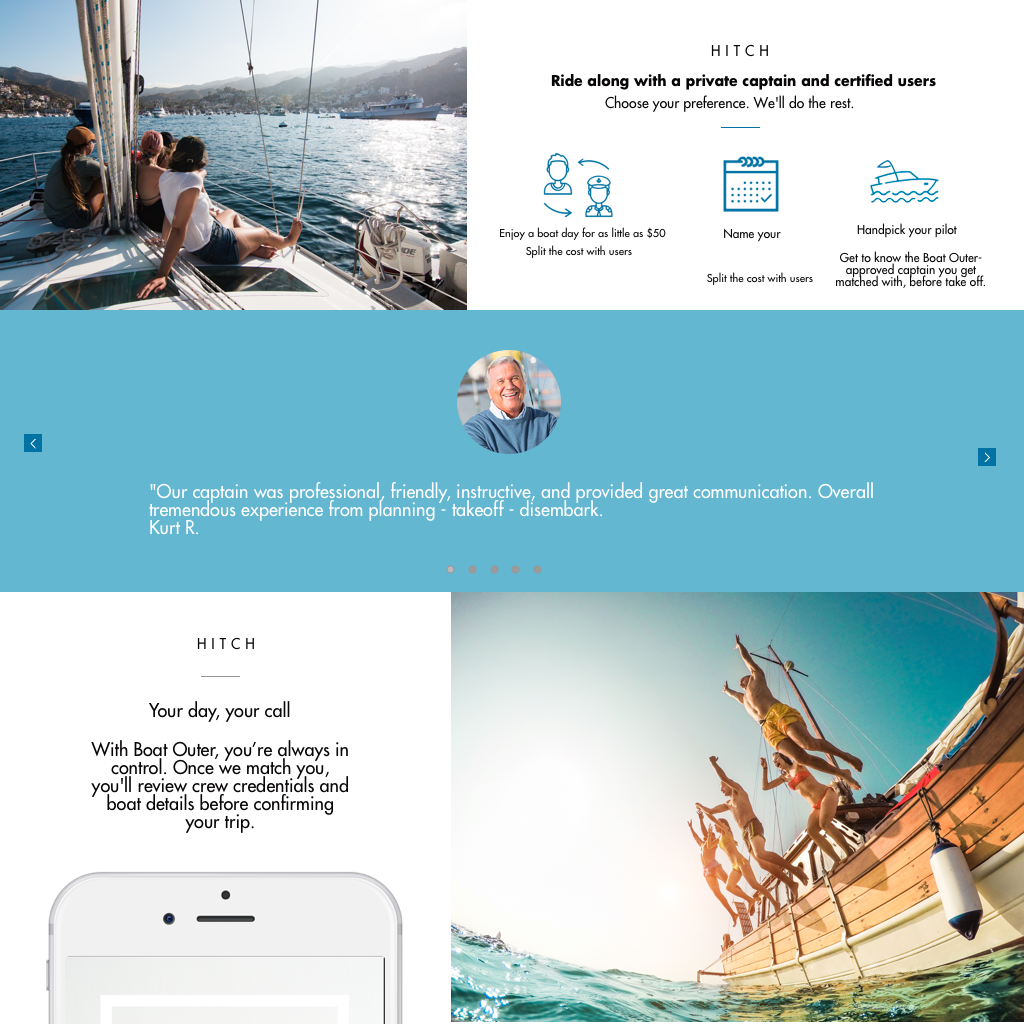 HITCH
Ride along with a private captain and certified users
Choose your preference. We'll do the rest.
Enjoy a boat day for as little as $50
Split the cost with users
Name your
Split the cost with users
Handpick your pilot
Get to know the Boat Outer-
approved captain you get
matched with, before take off.
"Our captain was professional, friendly, instructive, and provided great communication. Overall
tremendous experience from planning - takeoff - disembark.
Kurt R.
HITCH
Your day, your call
With Boat Outer, you’re always in
control. Once we match you,
you'll review crew credentials and
boat details before confirming
your trip.